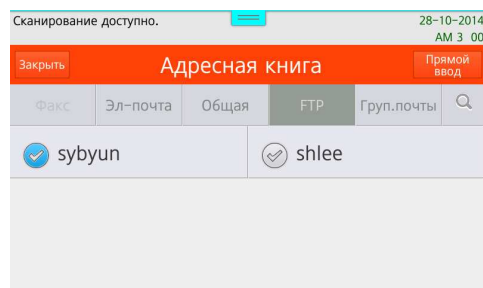 Сканирование доступно.
28-10-2014
AM 3 00
Закрыть
Адресная книга
Прямой
ввод
Факс
Эл-почта
Общая
FTP
Груп.почты
sybyun
shlee